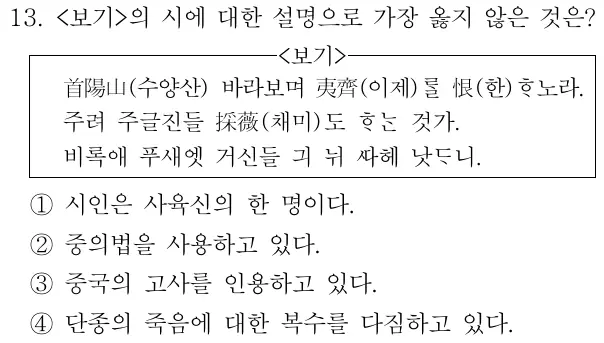 13. <보기>의 시에 대한 설명으로 가장 옳지 않은 것은?
<보기>
首陽山(수양산) 바라보며 夷齊(이제)를 恨(한)ᄒᆞ노라.
주려 주글진들 採薇(채미)도 ᄒᆞᄂᆞᆫ 것가.
비록애 푸새엣 거신들 긔 뉘 ᄯᅡ헤 낫ᄃᆞ니.
① 시인은 사육신의 한 명이다.
② 중의법을 사용하고 있다.
③ 중국의 고사를 인용하고 있다.
④ 단종의 죽음에 대한 복수를 다짐하고 있다.